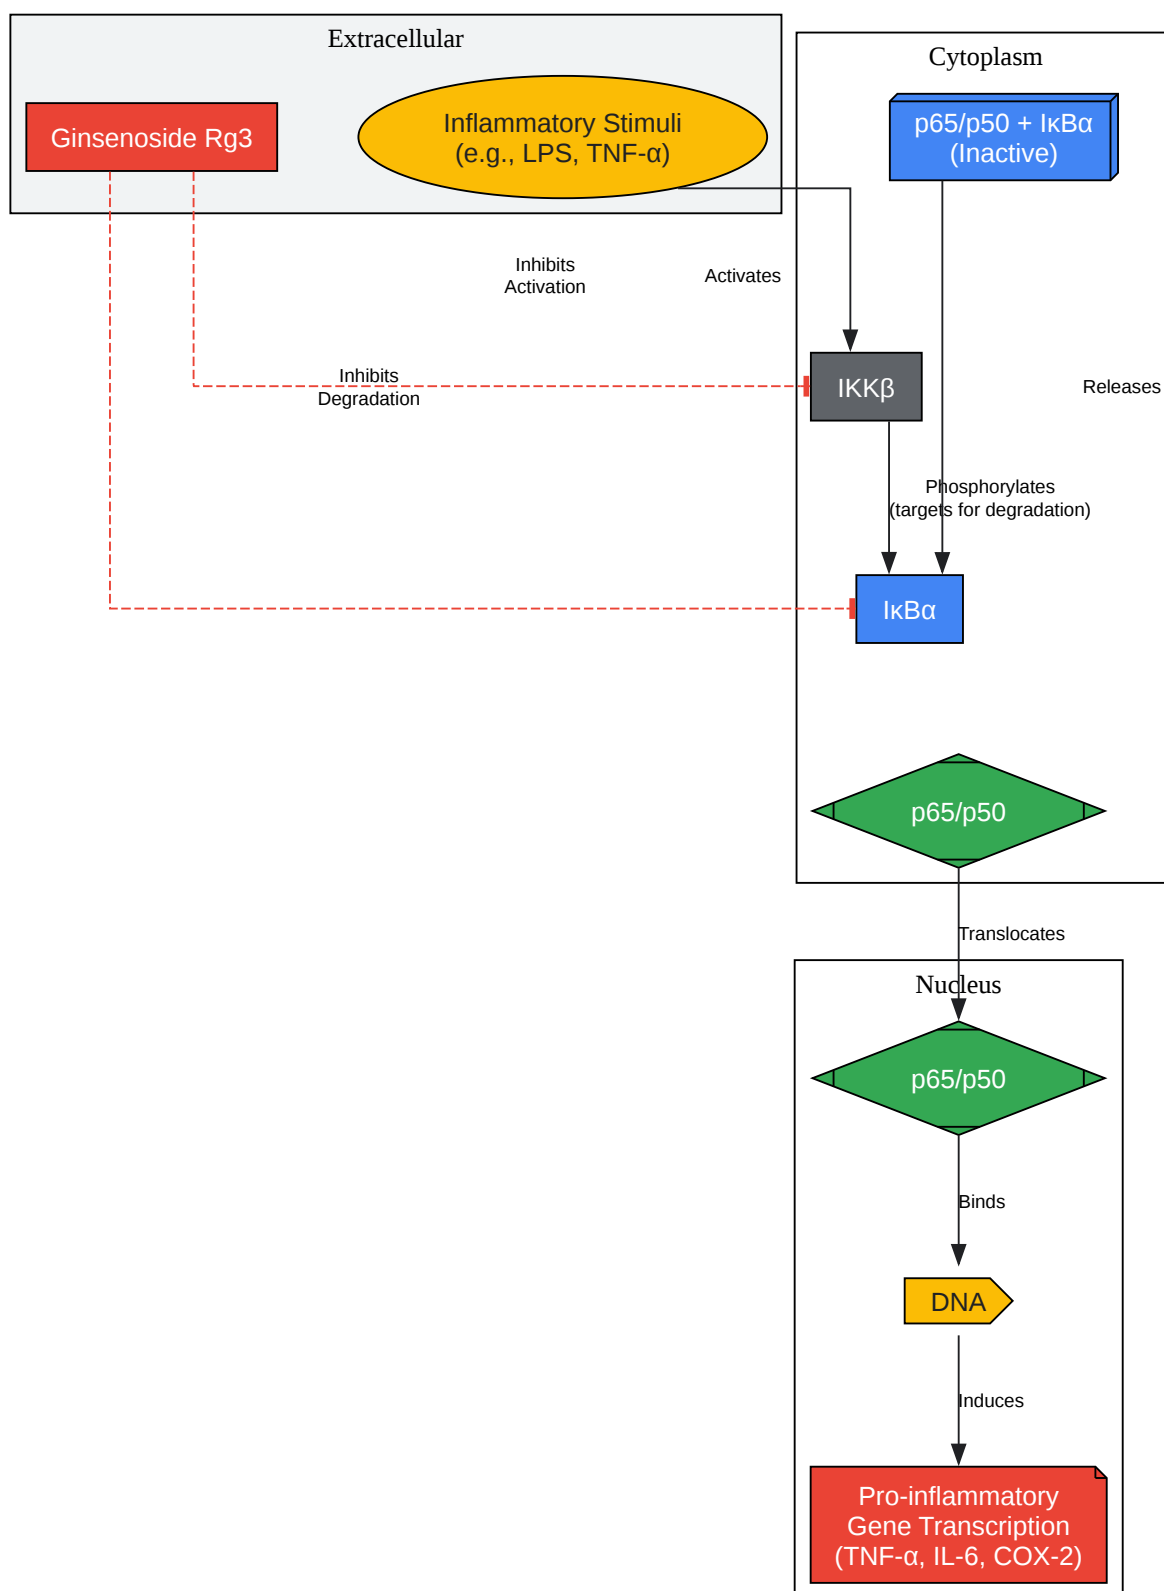 Extracellular
Cytoplasm
Ginsenoside Rg3
Inflammatory Stimuli
(e.g., LPS, TNF-α)
p65/p50 + IκBα
(Inactive)
Inhibits
Activation
Activates
Inhibits
Degradation
IKKβ
Releases
Phosphorylates
(targets for degradation)
IκBα
p65/p50
Translocates
Nucleus
p65/p50
Binds
DNA
Induces
Pro-inflammatory
Gene Transcription
(TNF-α, IL-6, COX-2)